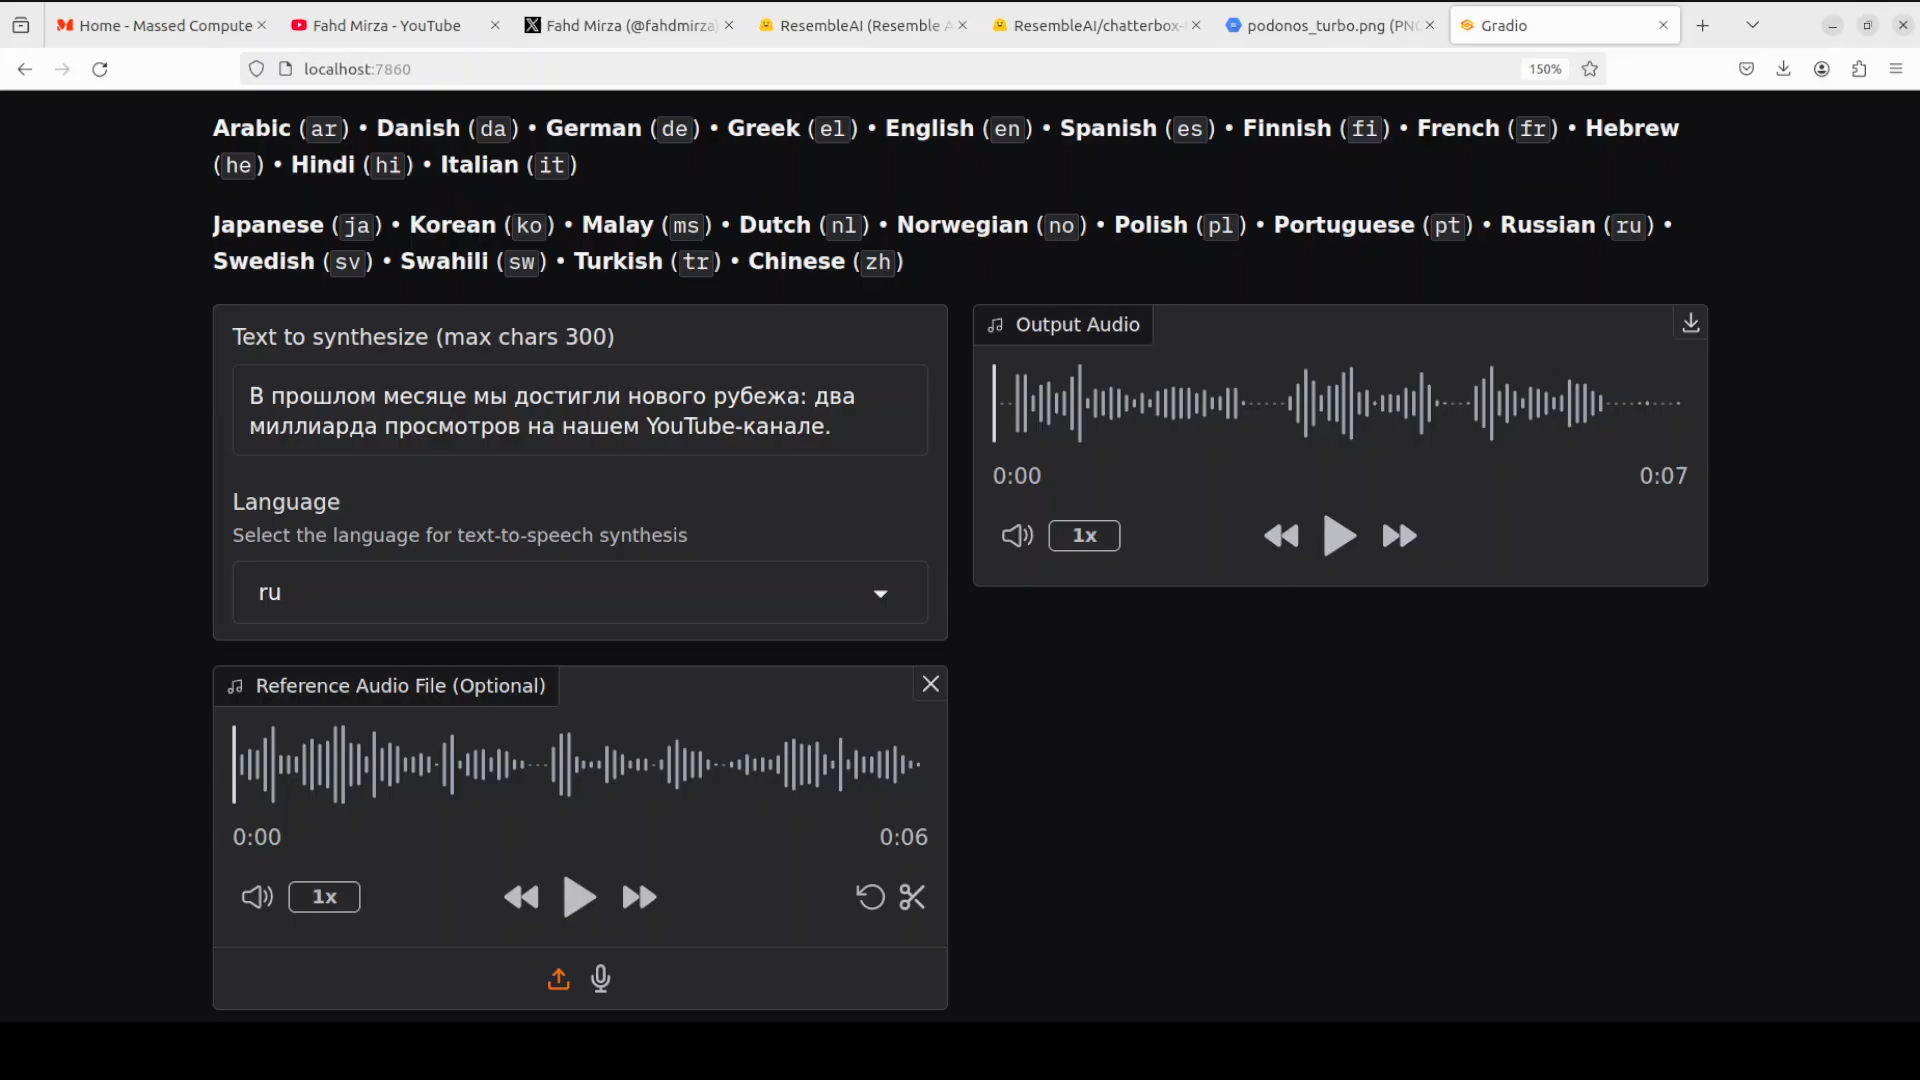 Home - Massed Compute
Fahd Mirza - YouTube
Fahd Mirza (@fahdmirza)
ResembleAI (Resemble A
ResembleAI/chatterbox-
podonos_turbo.png (PNG
Gradio
localhost:7860
150%
Arabic (ar) • Danish (da) • German (de) • Greek (el) • English (en) • Spanish (es) • Finnish (fi) • French (fr) • Hebrew
(he) • Hindi (hi) • Italian (it)
Japanese (ja) • Korean (ko) • Malay (ms) • Dutch (nl) • Norwegian (no) • Polish (pl) • Portuguese (pt) • Russian (ru) •
Swedish (sv) • Swahili (sw) • Turkish (tr) • Chinese (zh)
Text to synthesize (max chars 300)
В прошлом месяце мы достигли нового рубежа: два
миллиарда просмотров на нашем YouTube-канале.
Language
Select the language for text-to-speech synthesis
ru
Reference Audio File (Optional)
0:00
0:06
1x
Output Audio
0:00
0:07
1x